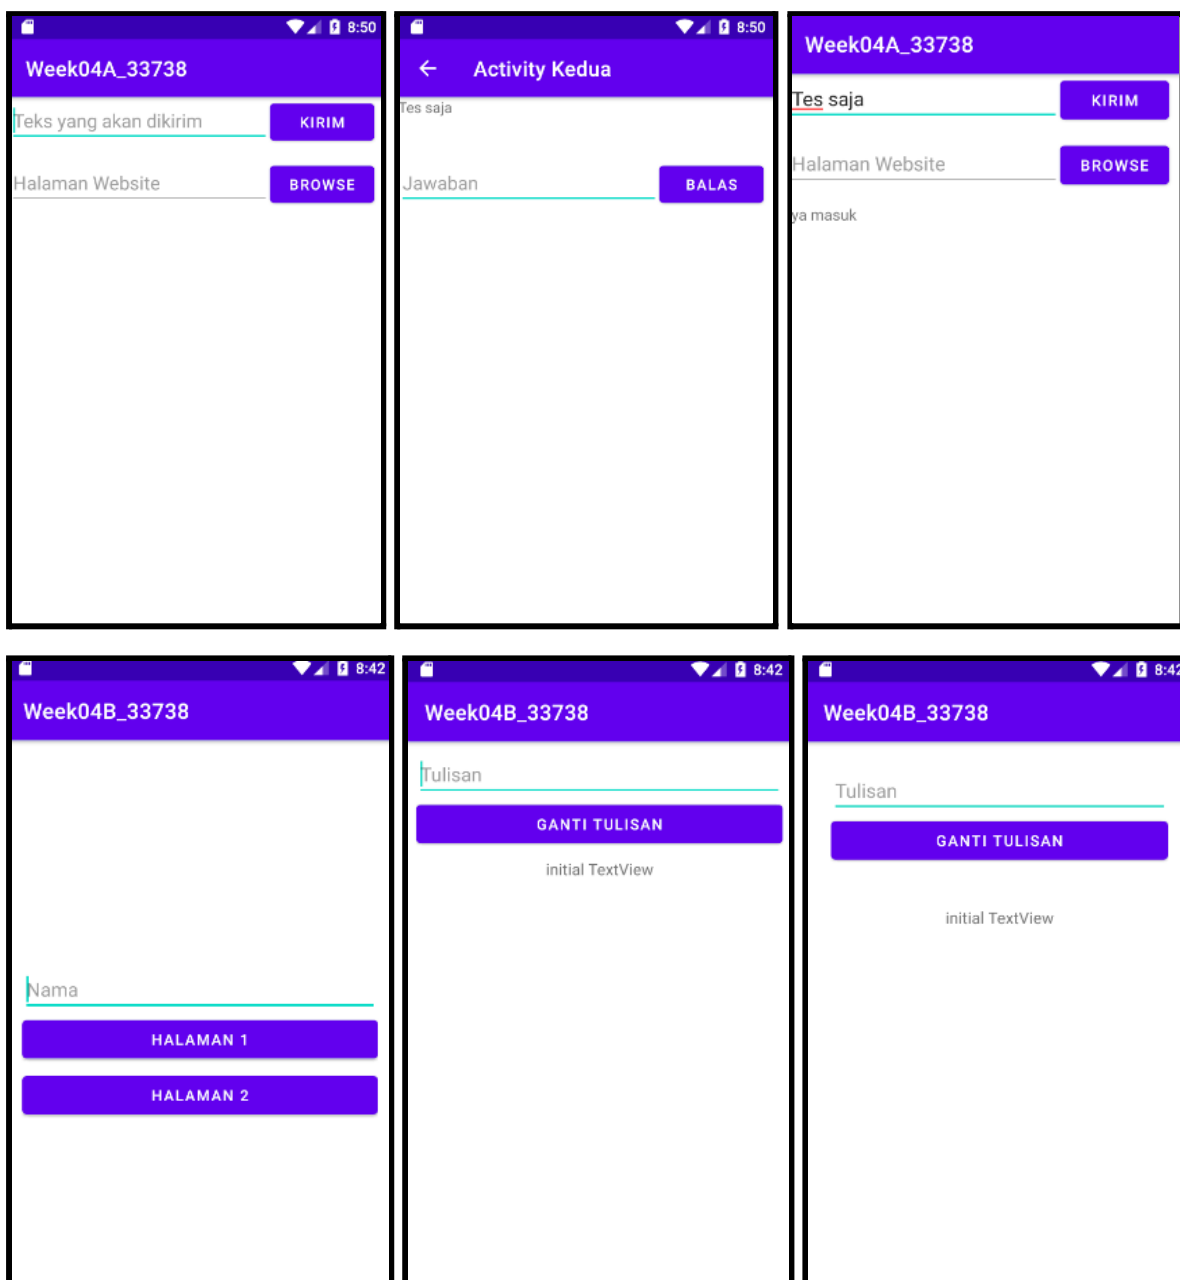 8:50
Week04A_33738
Teks yang akan dikirim
KIRIM
Halaman Website
BROWSE
8:50
Activity Kedua
Tes saja
Jawaban
BALAS
Week04A_33738
Tes saja
KIRIM
Halaman Website
BROWSE
ya masuk
8:42
Week04B_33738
Nama
HALAMAN 1
HALAMAN 2
8:42
Week04B_33738
Tulisan
GANTI TULISAN
initial TextView
8:42
Week04B_33738
Tulisan
GANTI TULISAN
initial TextView